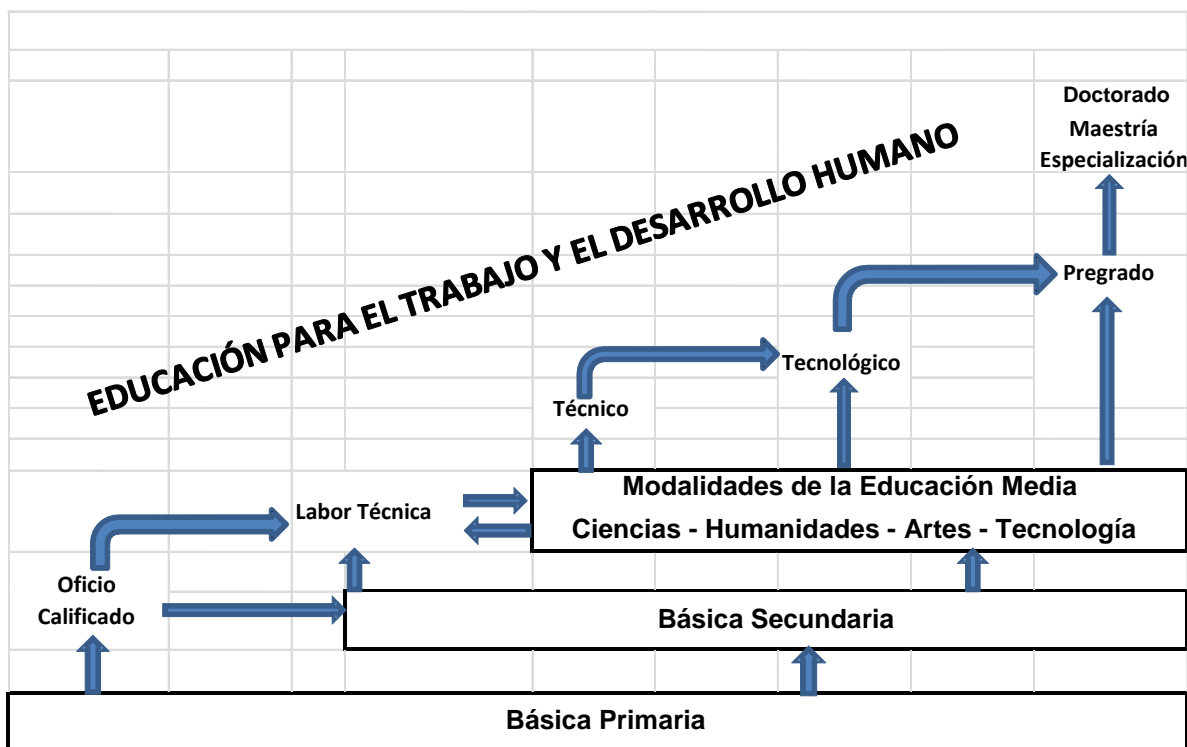 Doctorado
Maestría
Especialización
EDUCACIÓN PARA EL TRABAJO Y EL DESARROLLO HUMANO
Pregrado
Tecnológico
Técnico
Modalidades de la Educación Media
Ciencias - Humanidades - Artes - Tecnología
Labor Técnica
Oficio
Calificado
Básica Secundaria
Básica Primaria